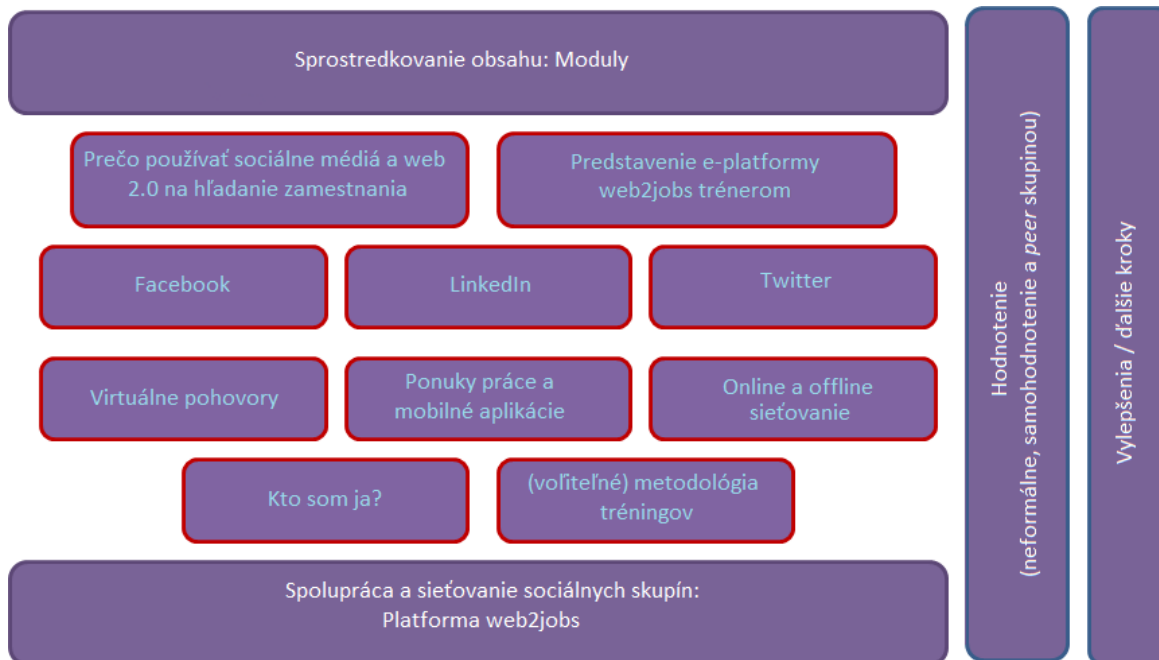 Sprostredkovanie obsahu: Moduly
Prečo používať sociálne médiá a web
2.0 na hľadanie zamestnania
Predstavenie e-platformy
web2jobs trénerom
Facebook
LinkedIn
Twitter
Virtuálne pohovory
Ponuky práce a
mobilné aplikácie
Online a offline
sieťovanie
Kto som ja?
(voľiteľné) metodológia
tréningov
Spolupráca a sieťovanie sociálnych skupín:
Platforma web2jobs
Hodnotenie
(neformálne, samohodnotenie a peer skupinou)
Vylepšenia / ďalšie kroky